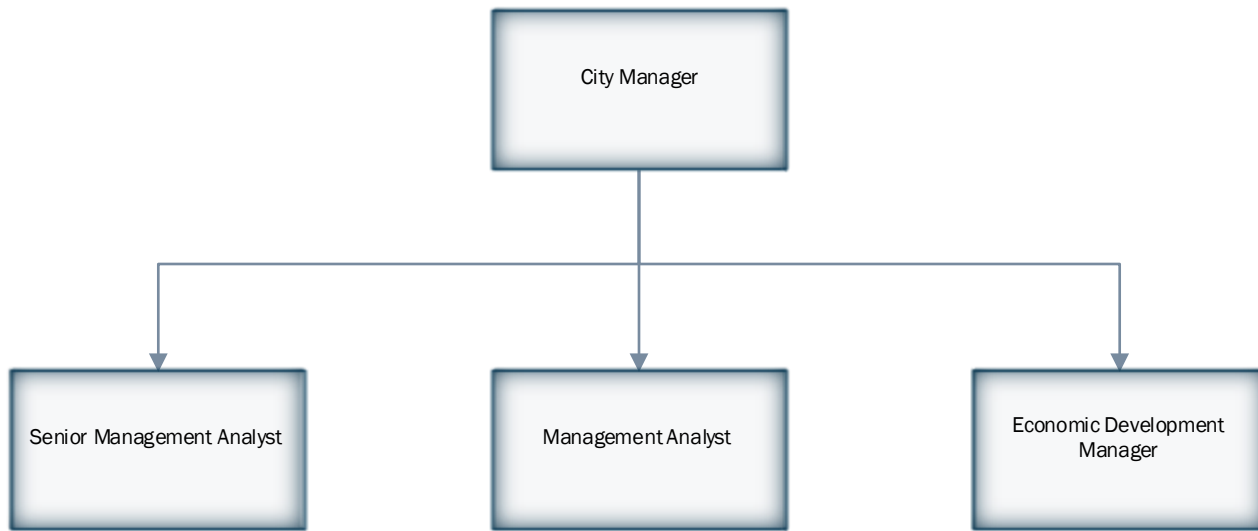 City Manager
Senior Management Analyst
Management Analyst
Economic Development
Manager